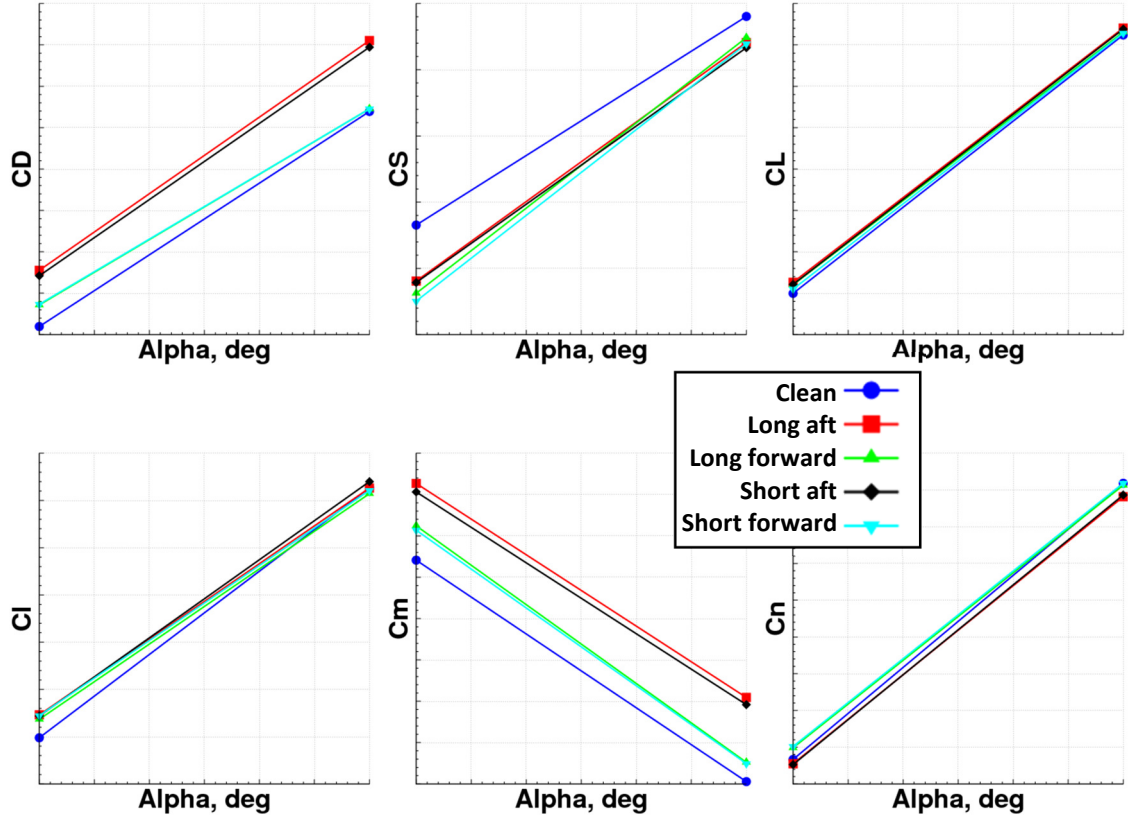 CD
Alpha, deg
CS
Alpha, deg
CL
Alpha, deg
Clean
Long aft
Long forward
Short aft
Short forward
Cl
Alpha, deg
Cm
Alpha, deg
Cn
Alpha, deg